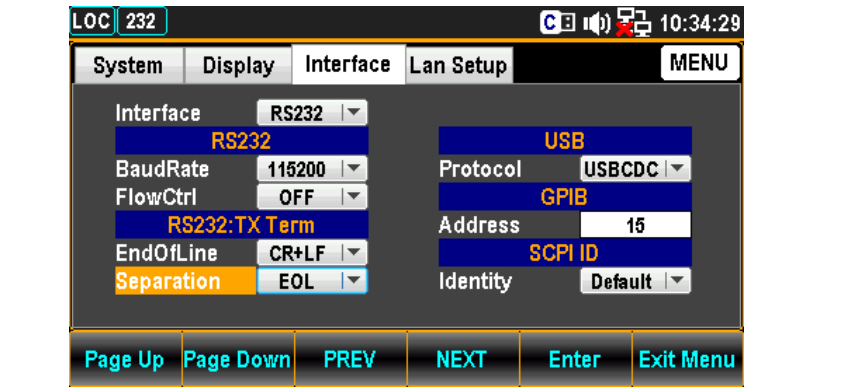 LOC 232 C 10:34:29
System Display Interface Lan Setup MENU
Interface RS232
RS232 USB
BaudRate 115200 Protocol USBCDC
FlowCtrl OFF GPIB
RS232:TX Term Address 15
EndOfLine CR+LF SCPI ID
Separation EOL Identity Default
Page Up Page Down PREV NEXT Enter Exit Menu